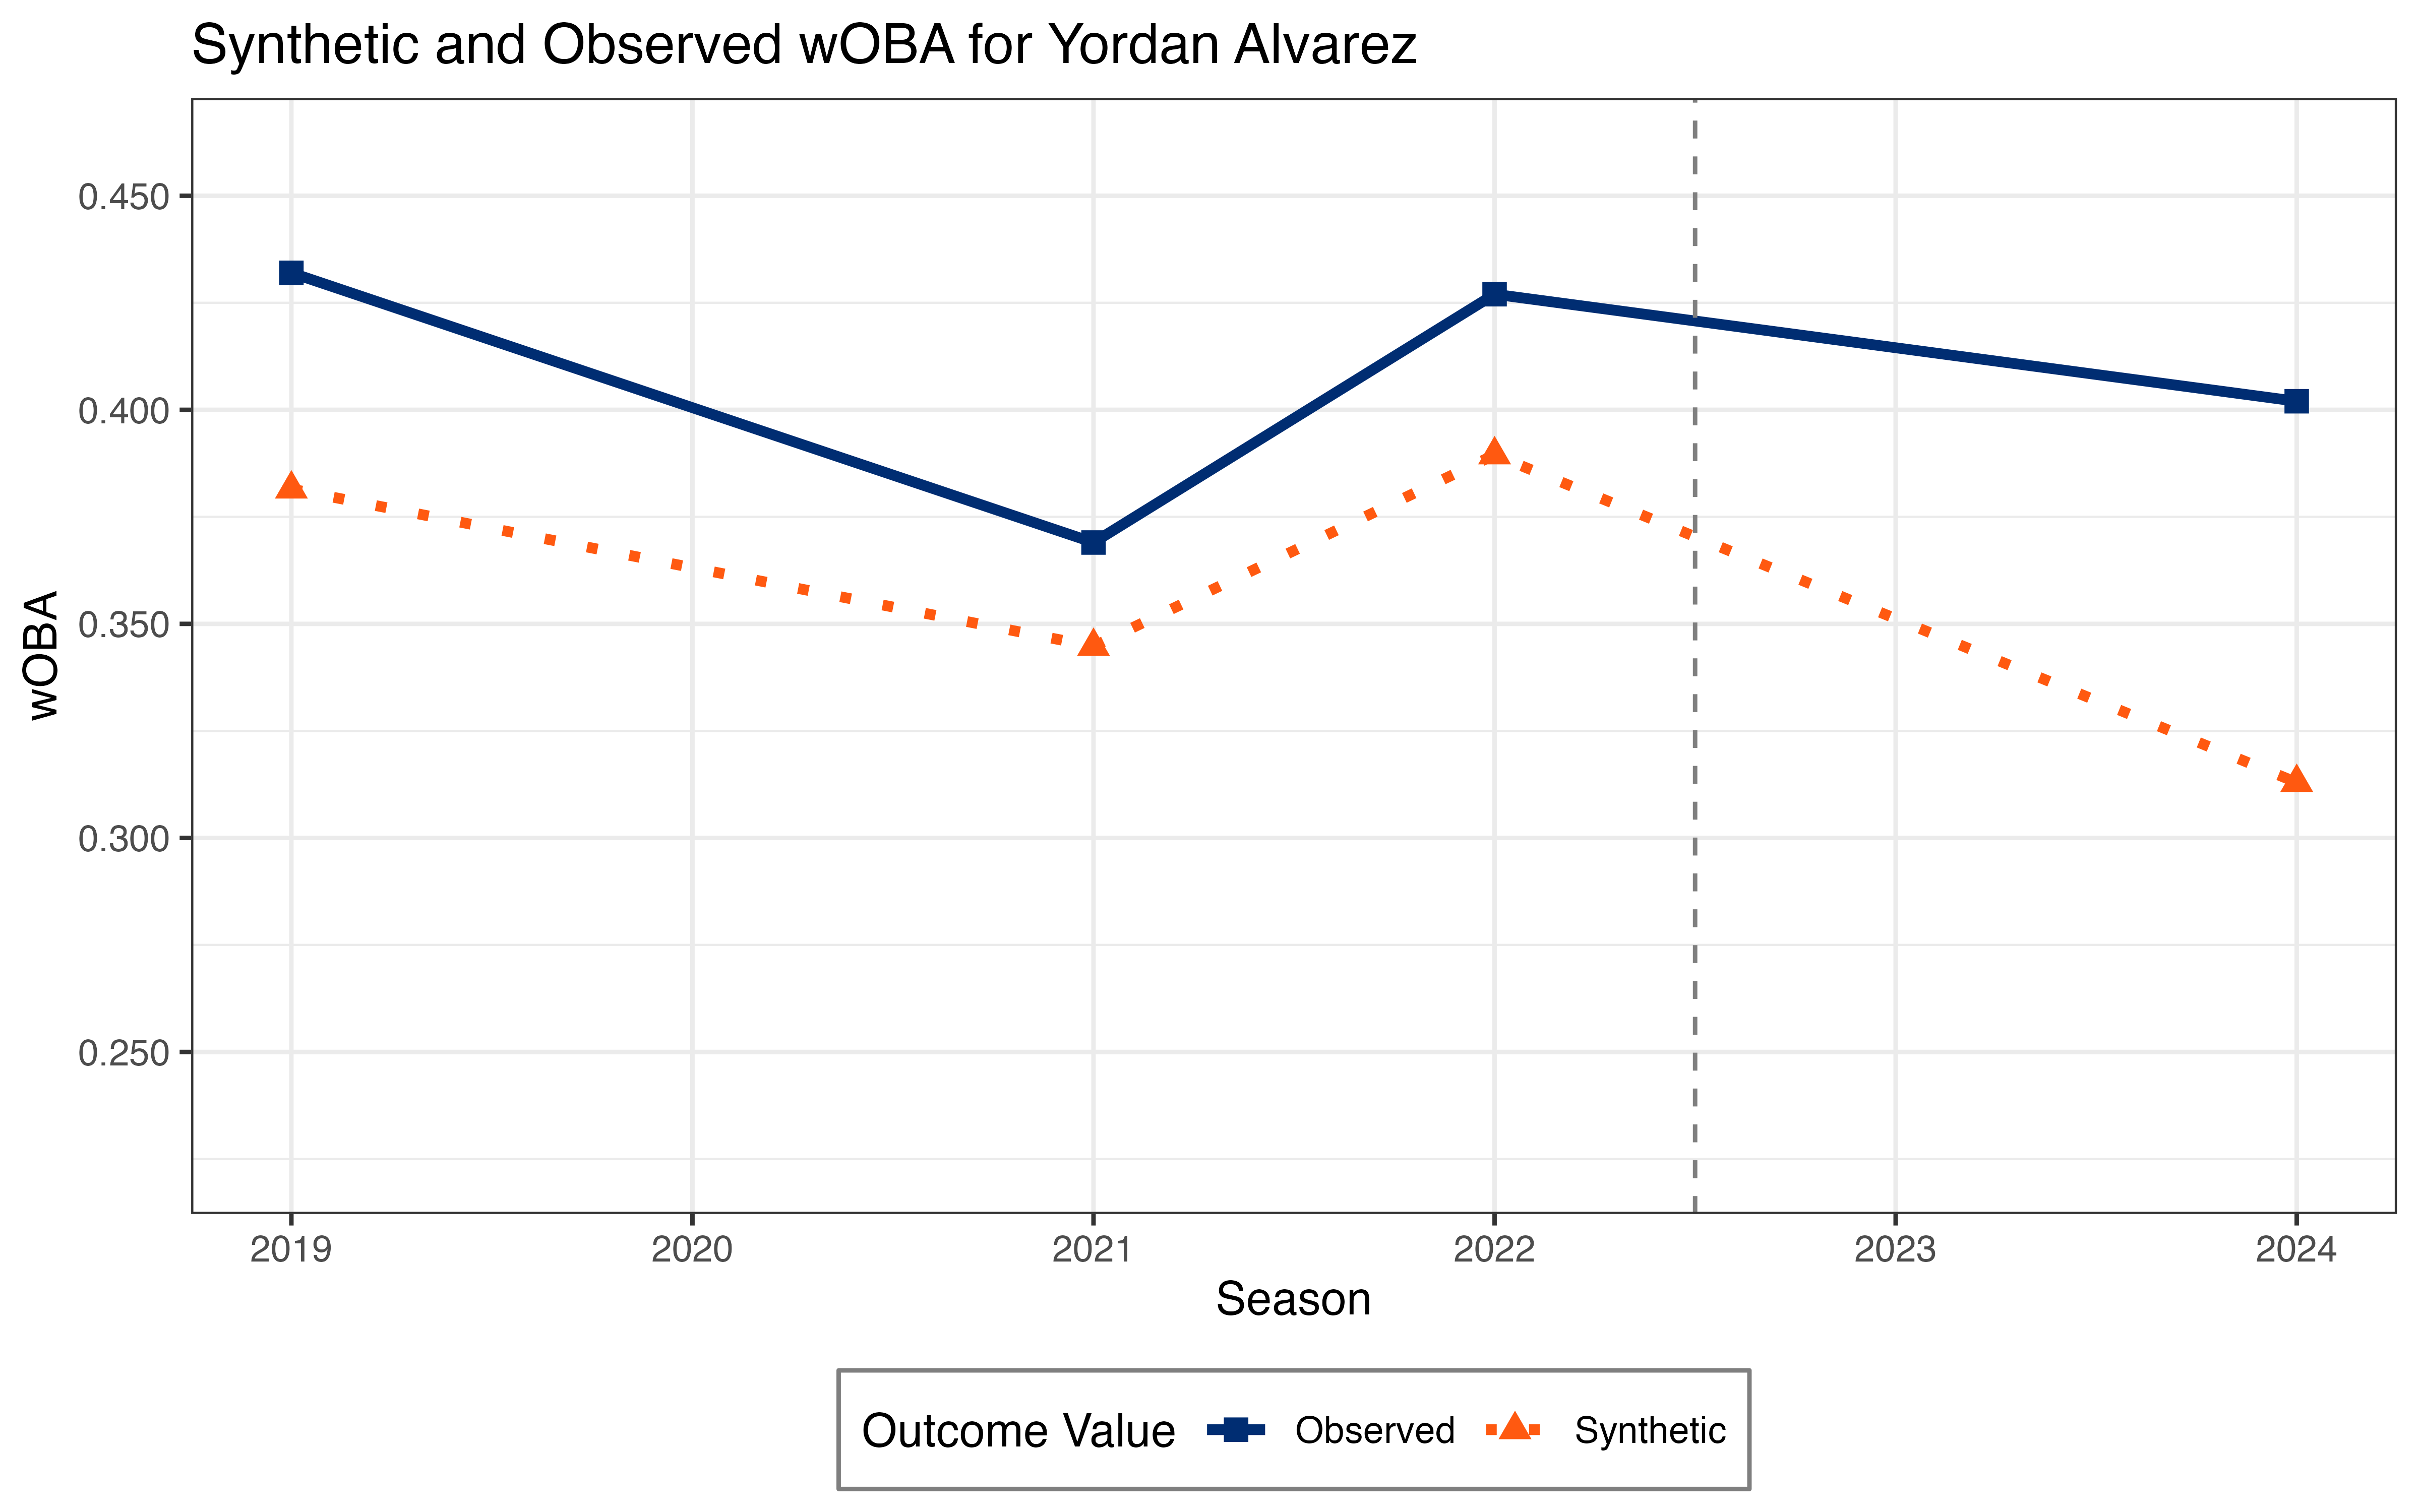 Synthetic and Observed wOBA for Yordan Alvarez
0.450
0.400
0.350
0.300
0.250
wOBA
2019 2020 2021 2022 2023 2024
Season
Outcome Value Observed Synthetic